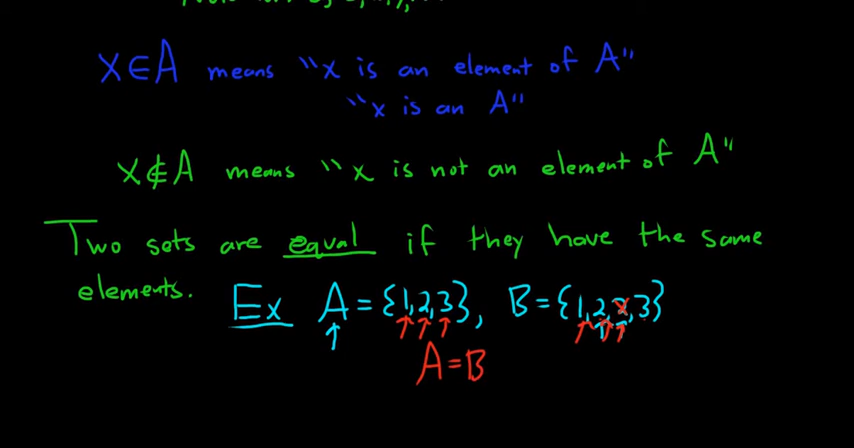 x∈A means "x is an element of A"
"x is an A"
x∉A means "x is not an element of A"
Two sets are equal if they have the same
elements. Ex A = {1,2,3}, B = {1,2,2,3}
A=B